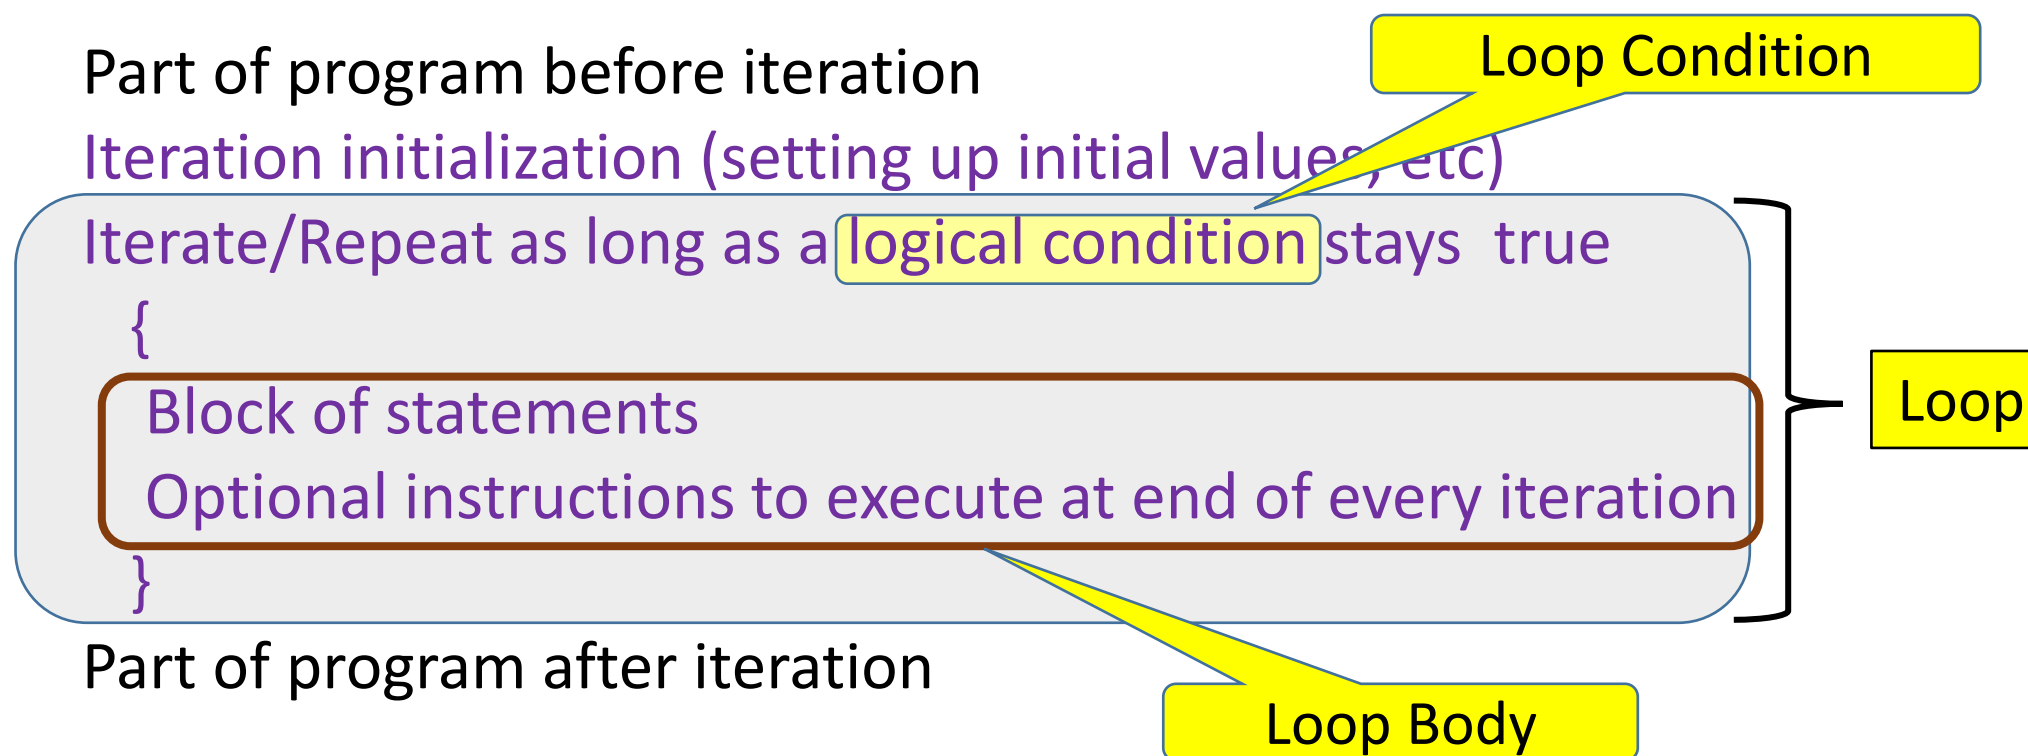 Loop Condition
Part of program before iteration
Iteration initialization (setting up initial values, etc)
Iterate/Repeat as long as a logical condition stays true
{
Block of statements
Loop
Optional instructions to execute at end of every iteration
}
Part of program after iteration
Loop Body